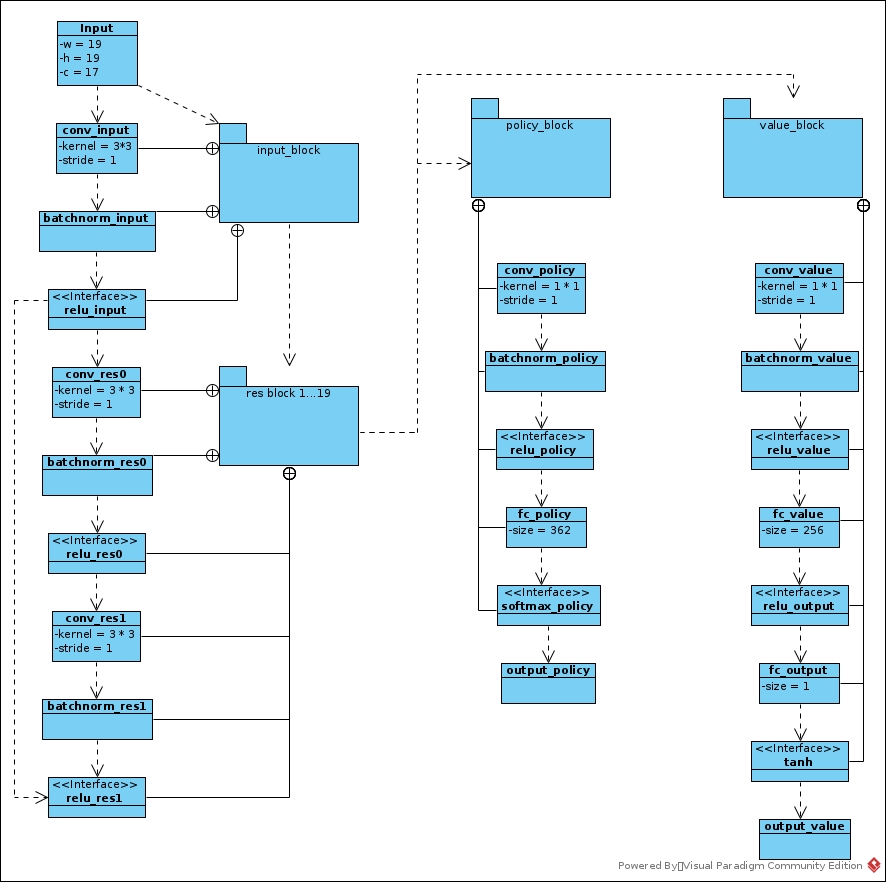 Input
-w = 19
-h = 19
-c = 17
conv_input
-kernel = 3*3
-stride = 1
batchnorm_input
<<Interface>>
relu_input
conv_res0
-kernel = 3 * 3
-stride = 1
batchnorm_res0
<<Interface>>
relu_res0
conv_res1
-kernel = 3 * 3
-stride = 1
batchnorm_res1
<<Interface>>
relu_res1
input_block
res block 1...19
policy_block
conv_policy
-kernel = 1 * 1
-stride = 1
batchnorm_policy
<<Interface>>
relu_policy
fc_policy
-size = 362
<<Interface>>
softmax_policy
output_policy
value_block
conv_value
-kernel = 1 * 1
-stride = 1
batchnorm_value
<<Interface>>
relu_value
fc_value
-size = 256
<<Interface>>
relu_output
fc_output
-size = 1
<<Interface>>
tanh
output_value
Powered By▯Visual Paradigm Community Edition